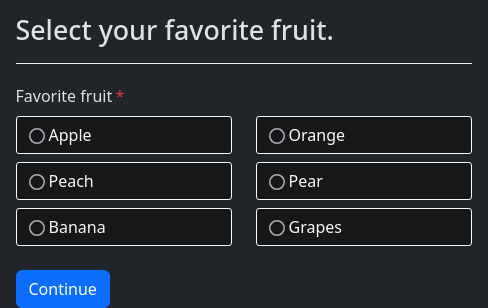 Select your favorite fruit.
Favorite fruit *
Apple
Orange
Peach
Pear
Banana
Grapes
Continue